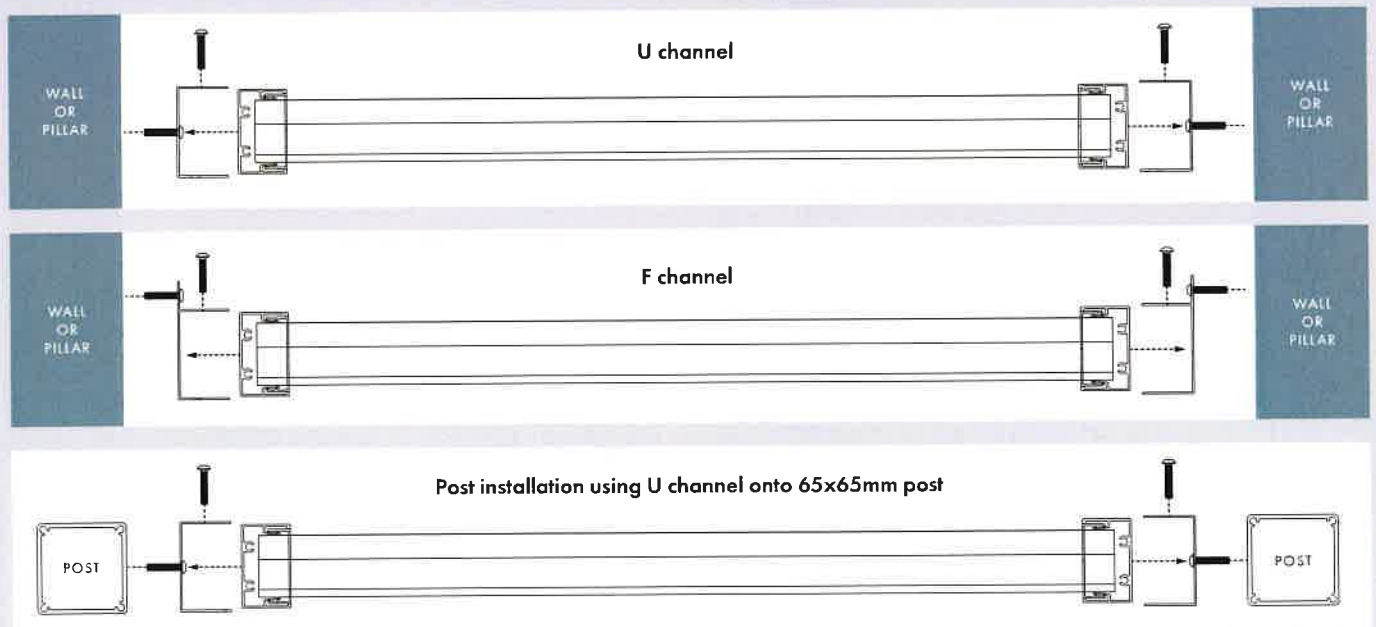 U channel
WALL
OR
PILLAR
WALL
OR
PILLAR
F channel
WALL
OR
PILLAR
WALL
OR
PILLAR
Post installation using U channel onto 65x65mm post
POST
POST